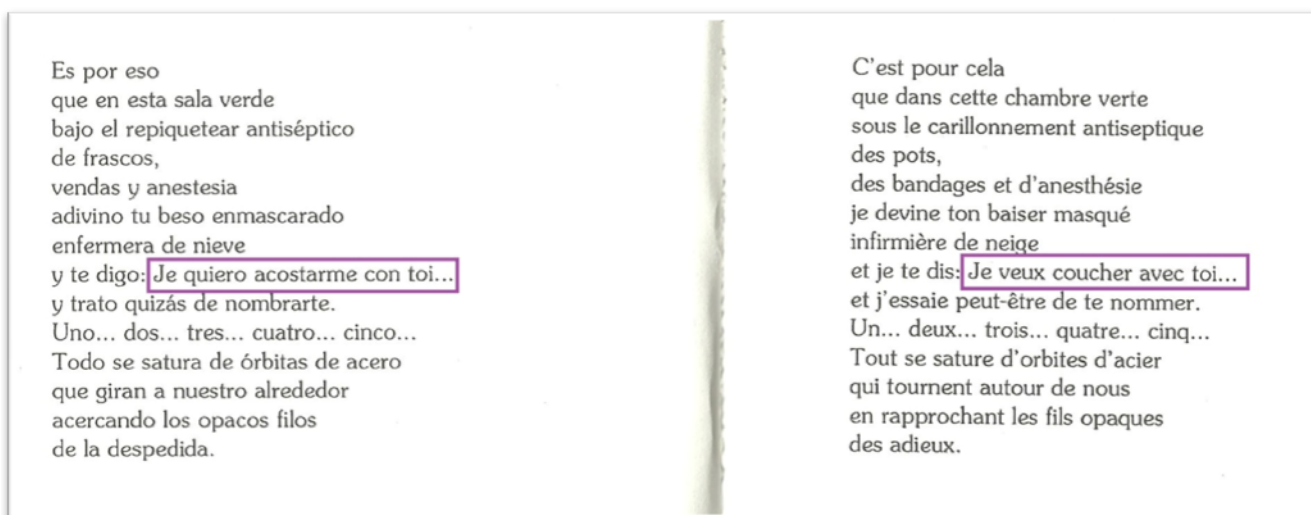 Es por eso
que en esta sala verde
bajo el repiquetear antiséptico
de frascos,
vendas y anestesia
adivino tu beso enmascarado
enfermera de nieve
y te digo: Je quiero acostarme con toi...
y trato quizás de nombrarte.
Uno... dos... tres... cuatro... cinco...
Todo se satura de órbitas de acero
que giran a nuestro alrededor
acercando los opacos filos
de la despedida.
C'est pour cela
que dans cette chambre verte
sous le carillonnement antiseptique
des pots,
des bandages et d'anesthésie
je devine ton baiser masqué
infirmière de neige
et je te dis: Je veux coucher avec toi...
et j'essaie peut-être de te nommer.
Un... deux... trois... quatre... cinq...
Tout se sature d'orbites d'acier
qui tournent autour de nous
en rapprochant les fils opaques
des adieux.